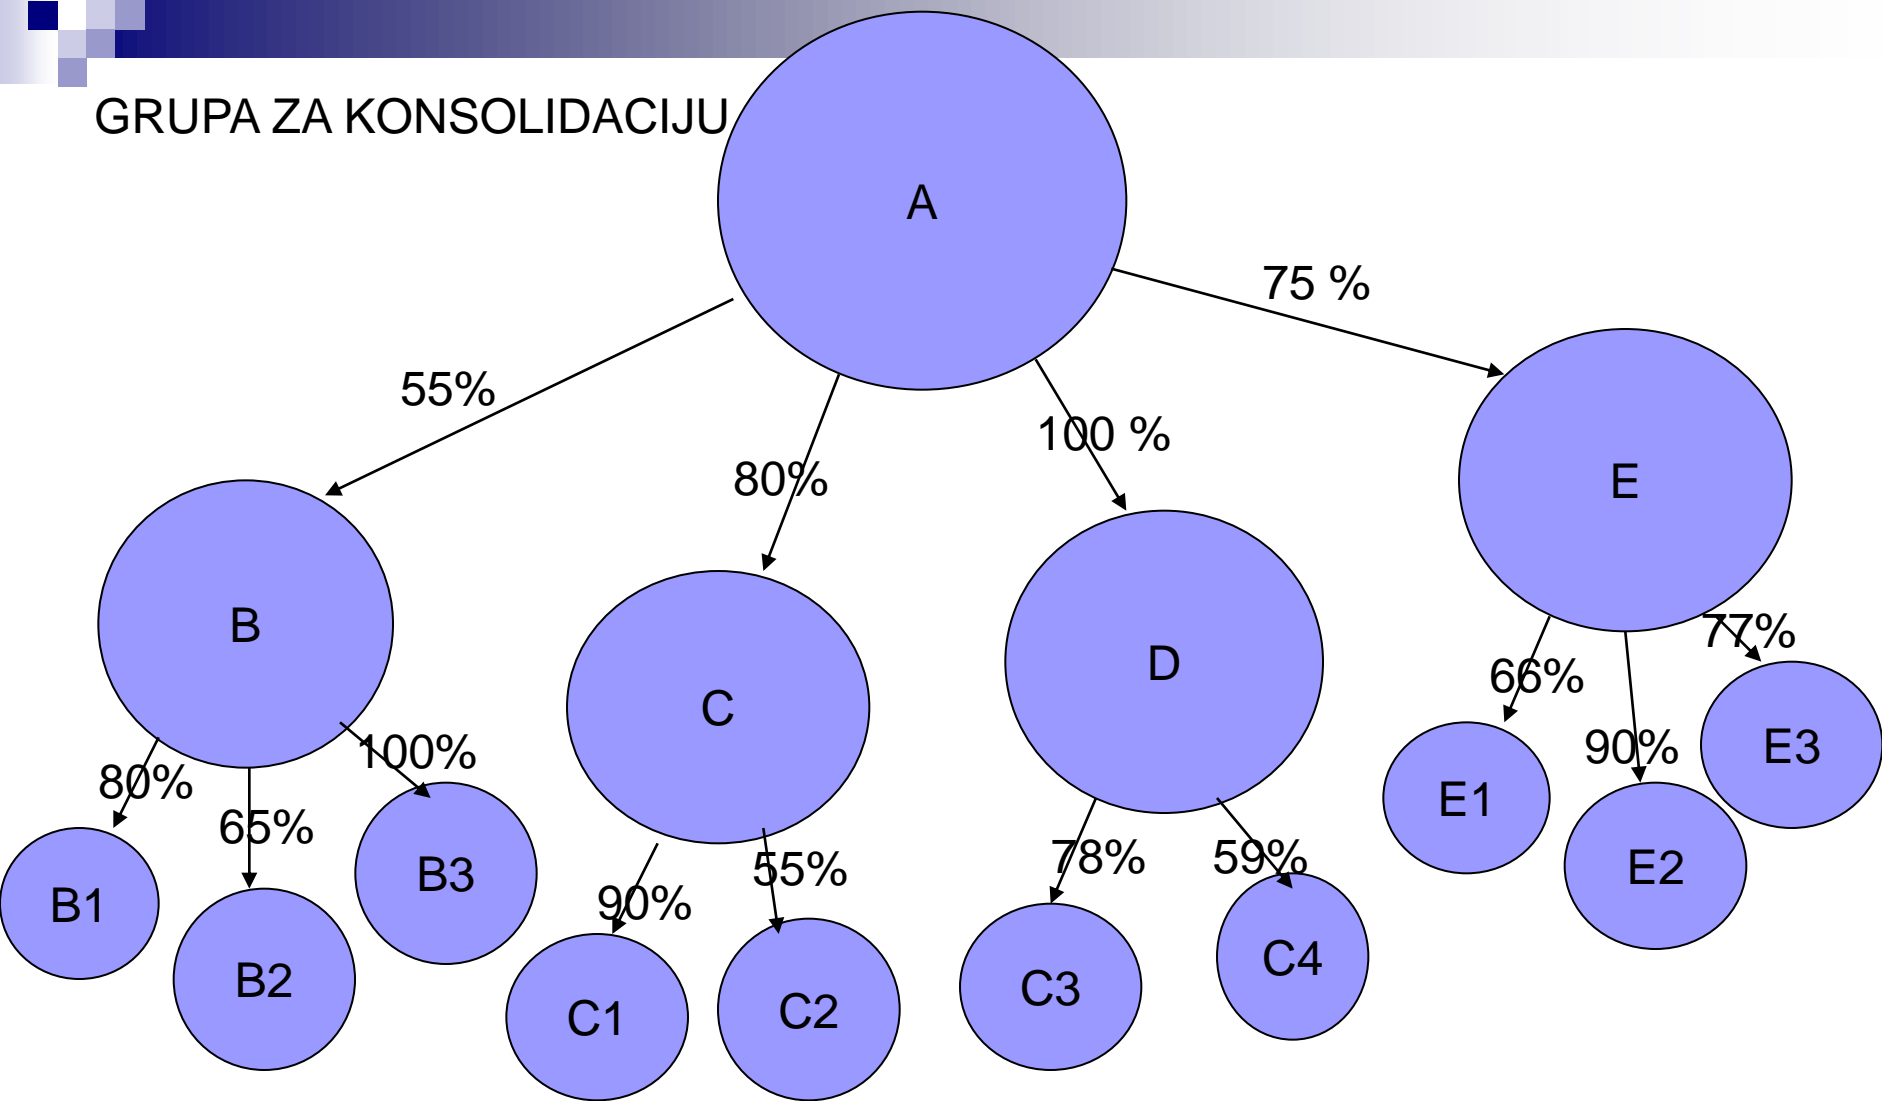 GRUPA ZA KONSOLIDACIJU
A
75 %
55%
100 %
80%
E
B
77%
D
66%
C
100%
90%
E3
80%
E1
65%
78%
59%
55%
E2
B3
90%
B1
C4
B2
C3
C2
C1